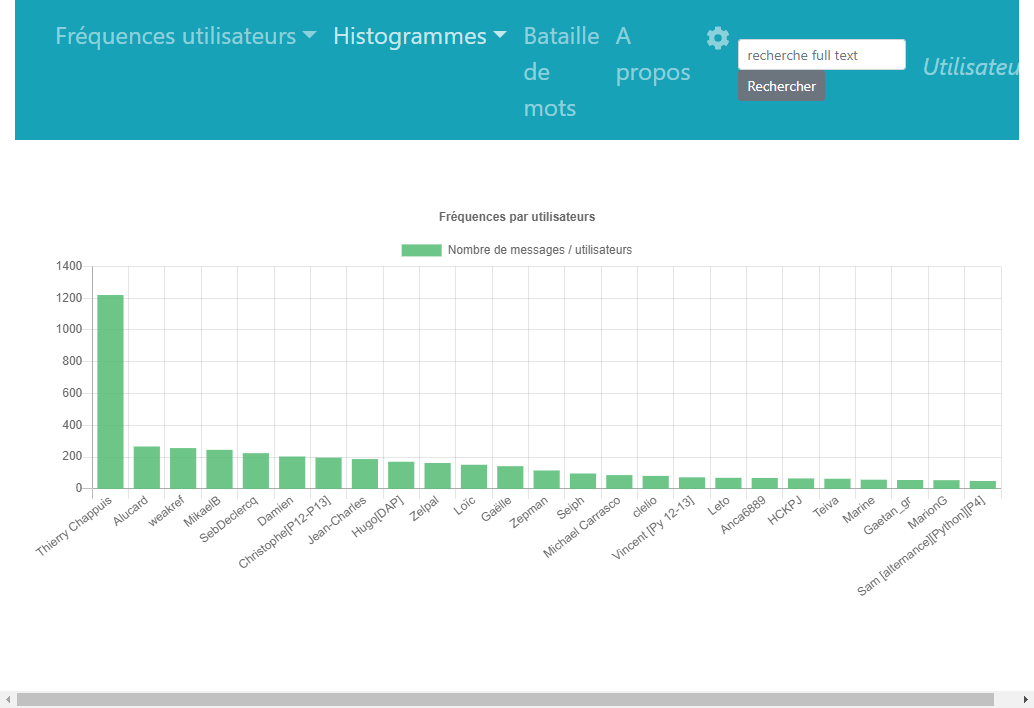 Fréquences utilisateurs Histogrammes Bataille de mots A propos
recherche full text
Rechercher
Utilisateu
Fréquences par utilisateurs
Nombre de messages / utilisateurs
1400
1200
1000
800
600
400
200
0
Thierry Chappuis
Alucard
weakref
MikaelB
SebDeclercq
Damien
Christophe[P12-P13]
Jean-Charles
Hugo[DAP]
Zelpal
Loïc
Gaëlle
Zepman
Seiph
Michael Carrasco
clelio
Vincent [Py 12-13]
Leto
Anca6889
HCKPJ
Teiva
Marine
Gaetan_gr
MarionG
Sam [alternance][Python][P4]